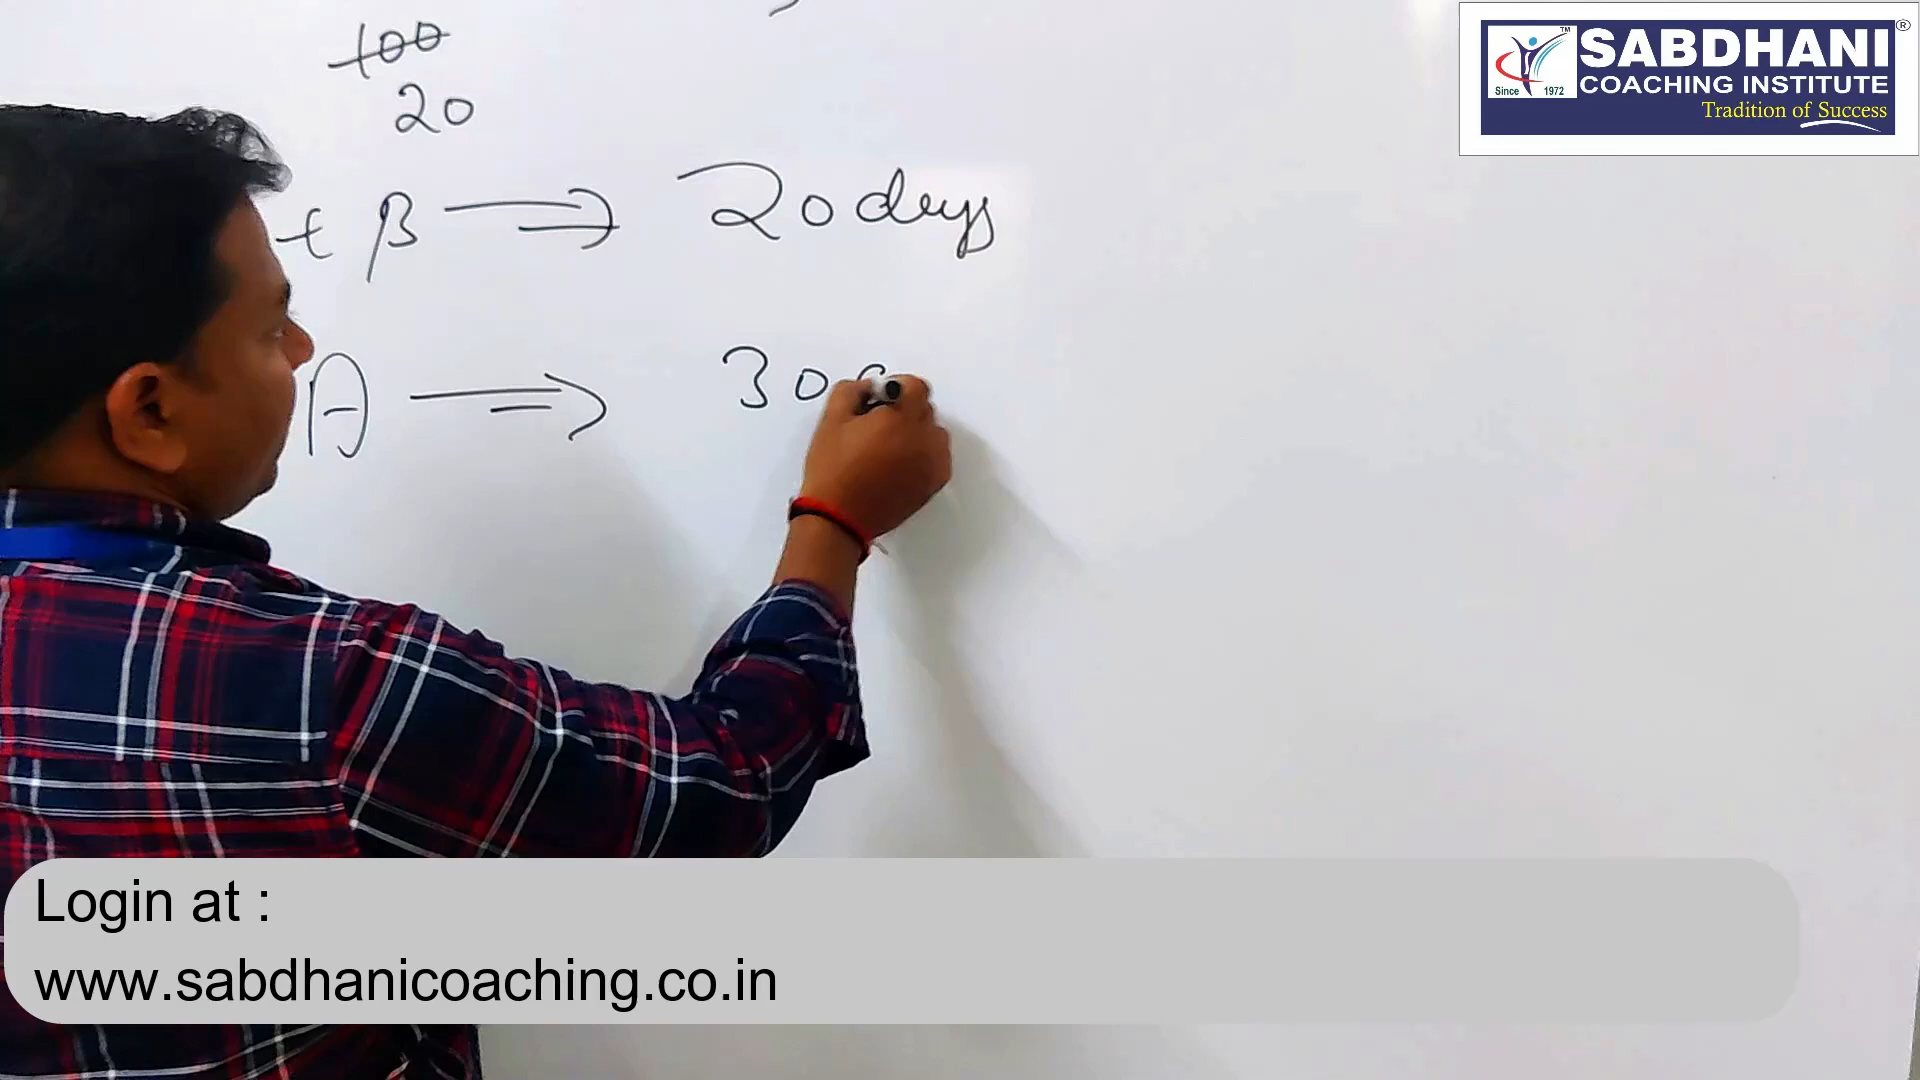 100
20
+ β ⟹ 20 days
A ⟹ 30
SABDHANI®
COACHING INSTITUTE
Tradition of Success
Since 1972
TM
Login at :
www.sabdhanicoaching.co.in